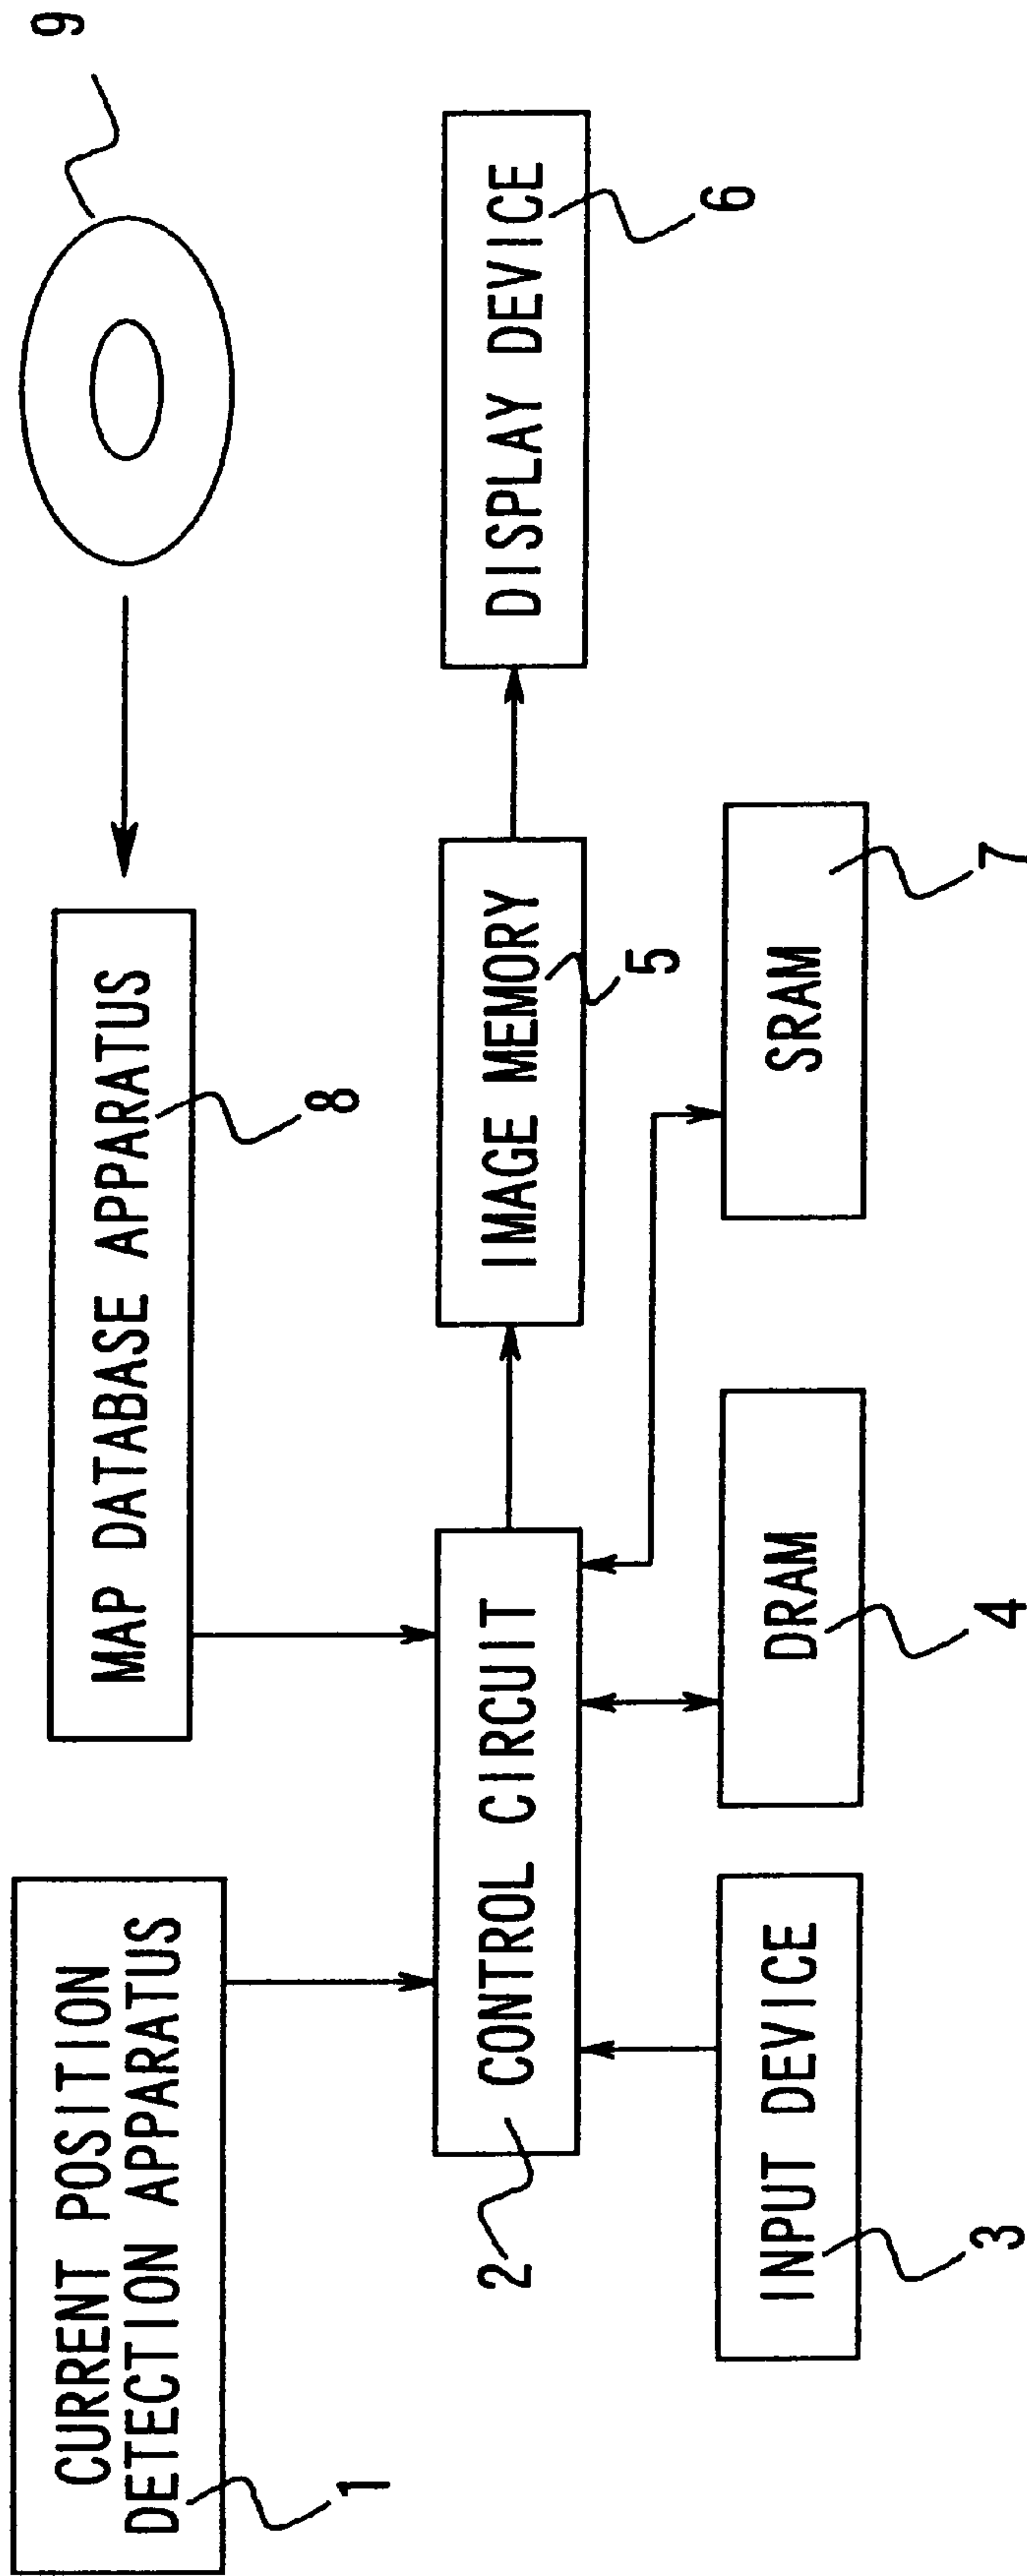 9
CURRENT POSITION
DETECTION APPARATUS
1
MAP DATABASE APPARATUS
8
2
CONTROL CIRCUIT
IMAGE MEMORY
5
DISPLAY DEVICE
6
INPUT DEVICE
3
DRAM
4
SRAM
7